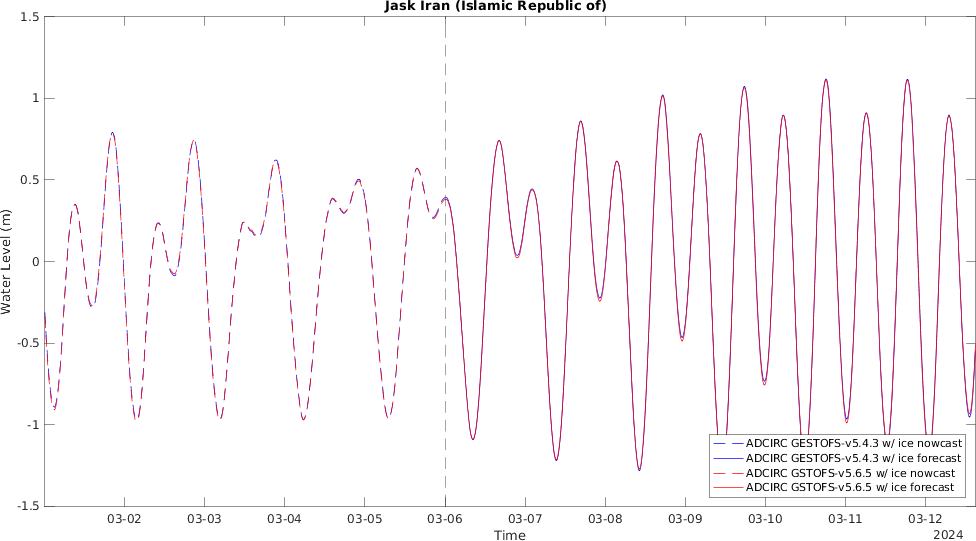 Jask Iran (Islamic Republic of)
1.5
1
0.5
0
-0.5
-1
-1.5
Water Level (m)
ADCIRC GESTOFS-v5.4.3 w/ ice nowcast
ADCIRC GESTOFS-v5.4.3 w/ ice forecast
ADCIRC GSTOFS-v5.6.5 w/ ice nowcast
ADCIRC GSTOFS-v5.6.5 w/ ice forecast
03-02 03-03 03-04 03-05 03-06 03-07 03-08 03-09 03-10 03-11 03-12
Time 2024